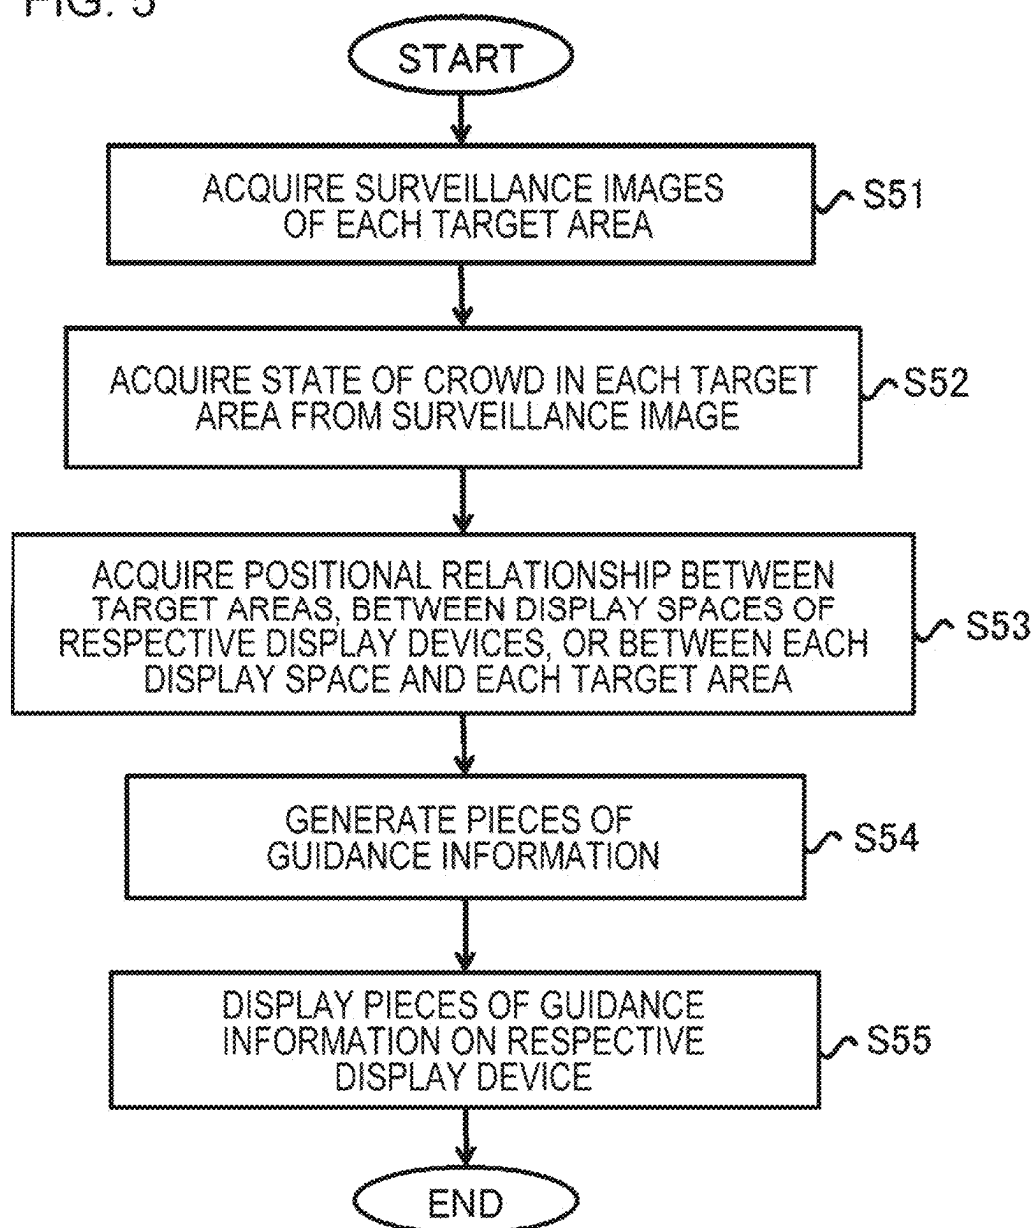 FIG. 5
START
ACQUIRE SURVEILLANCE IMAGES
OF EACH TARGET AREA
S51
ACQUIRE STATE OF CROWD IN EACH TARGET
AREA FROM SURVEILLANCE IMAGE
S52
ACQUIRE POSITIONAL RELATIONSHIP BETWEEN
TARGET AREAS, BETWEEN DISPLAY SPACES OF
RESPECTIVE DISPLAY DEVICES, OR BETWEEN EACH
DISPLAY SPACE AND EACH TARGET AREA
S53
GENERATE PIECES OF
GUIDANCE INFORMATION
S54
DISPLAY PIECES OF GUIDANCE
INFORMATION ON RESPECTIVE
DISPLAY DEVICE
S55
END